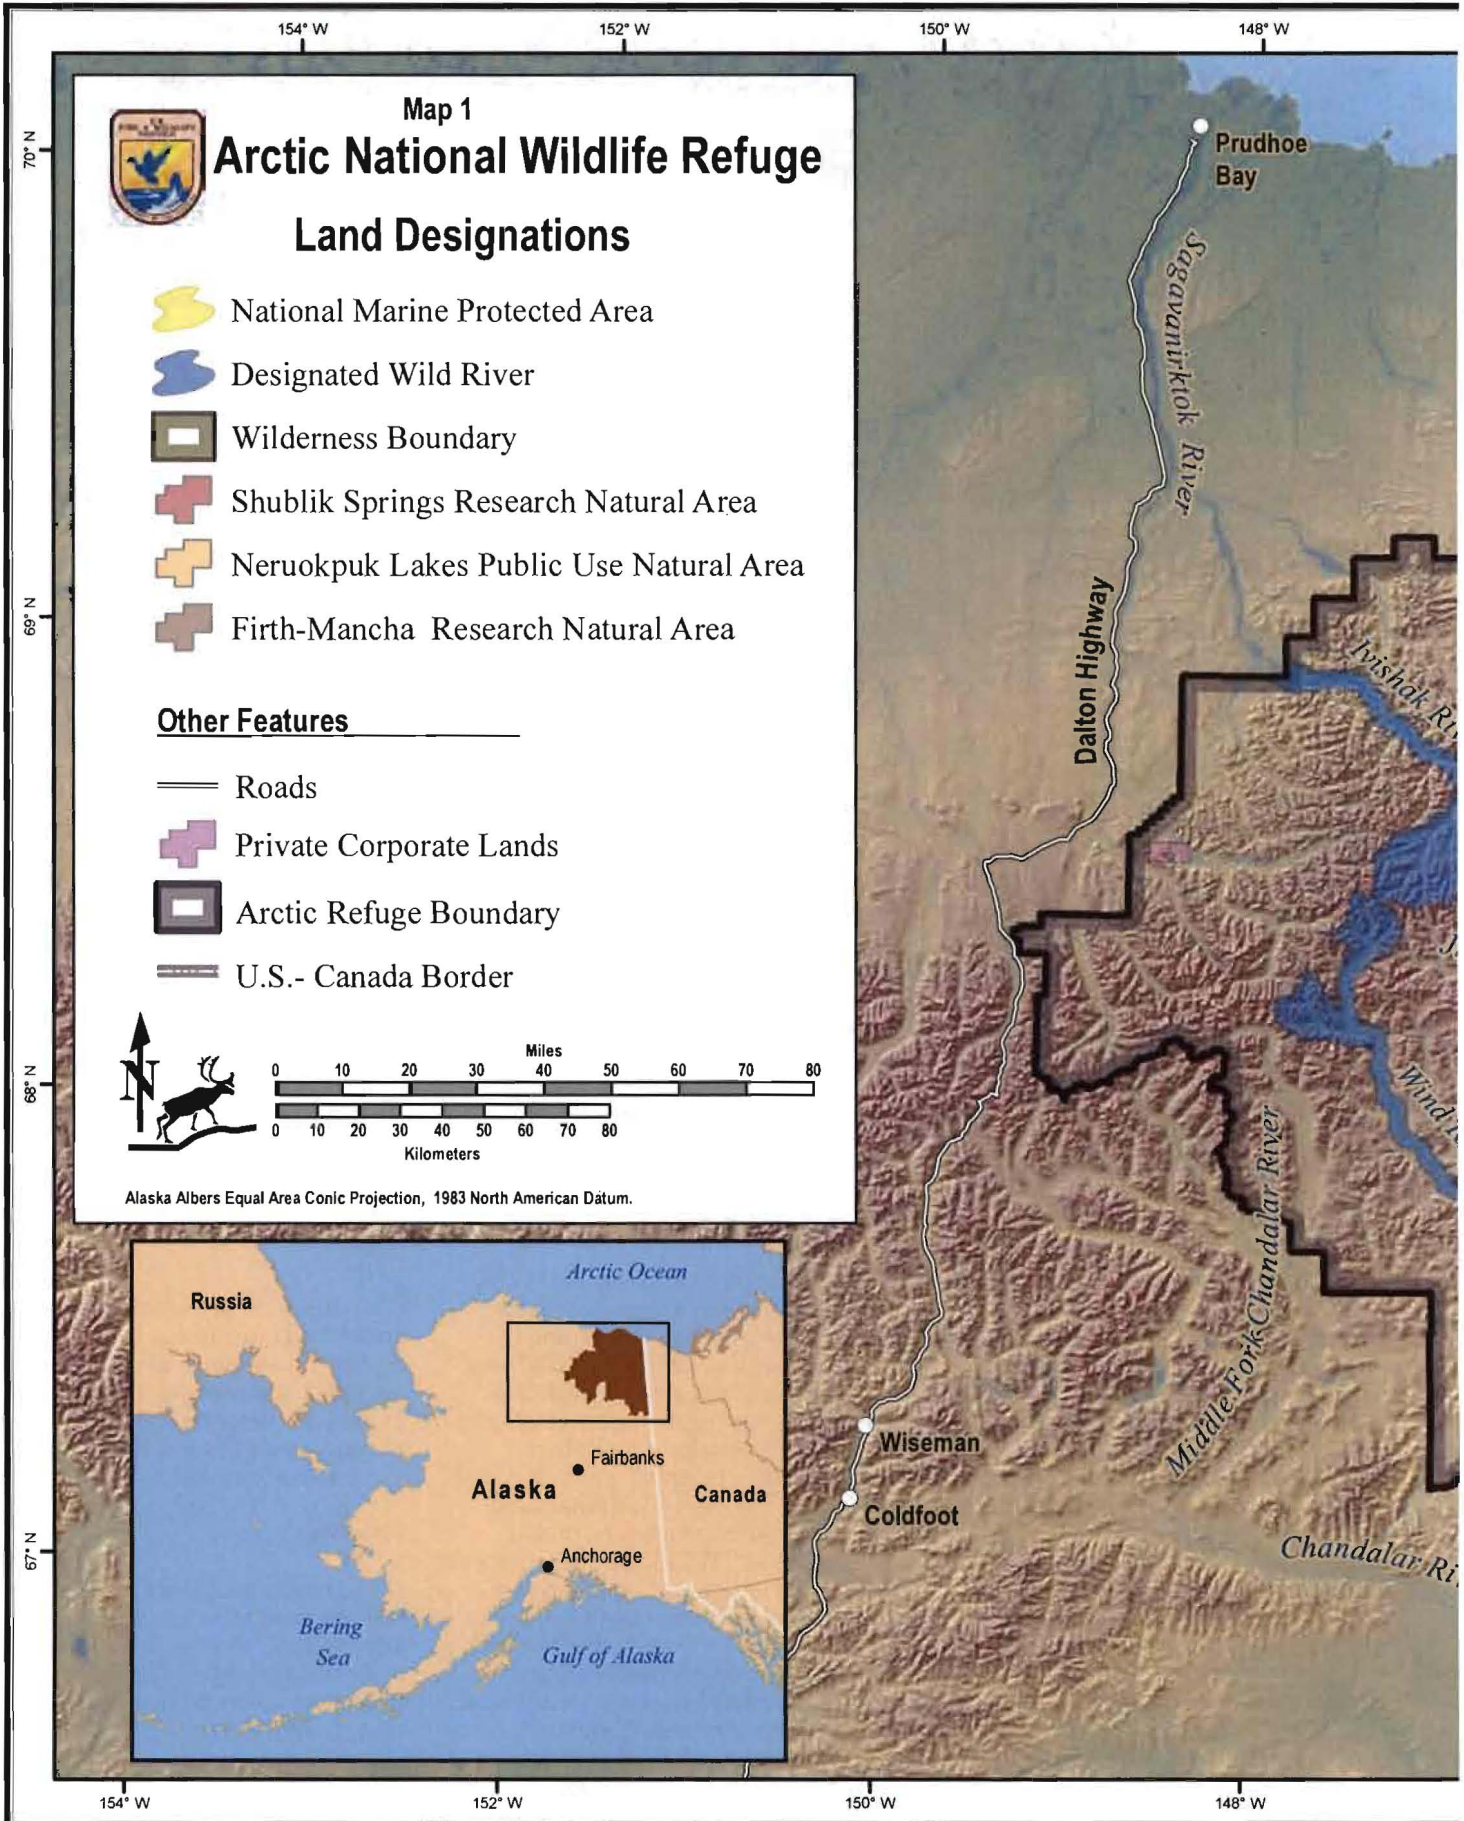 154° W 152° W 150° W 148° W
Map 1
Arctic National Wildlife Refuge
Land Designations
National Marine Protected Area
Designated Wild River
Wilderness Boundary
Shublik Springs Research Natural Area
Neruokpuk Lakes Public Use Natural Area
Firth-Mancha Research Natural Area
Other Features
Roads
Private Corporate Lands
Arctic Refuge Boundary
U.S.- Canada Border
N
Miles
0 10 20 30 40 50 60 70 80
0 10 20 30 40 50 60 70 80
Kilometers
Alaska Albers Equal Area Conic Projection, 1983 North American Datum.
70° N
69° N
68° N
67° N
Prudhoe
Bay
Sagavanirktok River
Dalton Highway
Ivishak Riv
J
Wind
Middle Fork Chandalar River
Wiseman
Coldfoot
Chandalar Ri
Russia
Arctic Ocean
Fairbanks
Alaska
Canada
Anchorage
Bering
Sea
Gulf of Alaska
154° W 152° W 150° W 148° W